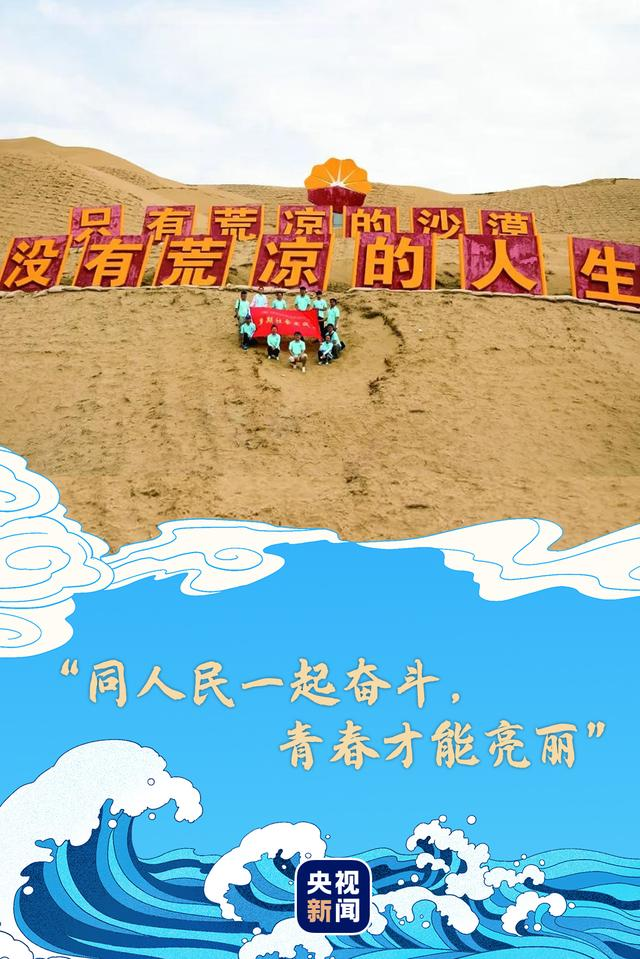 只有荒凉的沙漠
没有荒凉的人生
“同人民一起奋斗，
青春才能亮丽”
央视
新闻